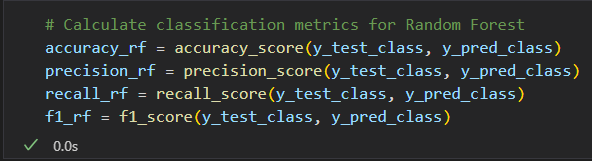 # Calculate classification metrics for Random Forest
accuracy_rf = accuracy_score(y_test_class, y_pred_class)
precision_rf = precision_score(y_test_class, y_pred_class)
recall_rf = recall_score(y_test_class, y_pred_class)
f1_rf = f1_score(y_test_class, y_pred_class)
0.0s